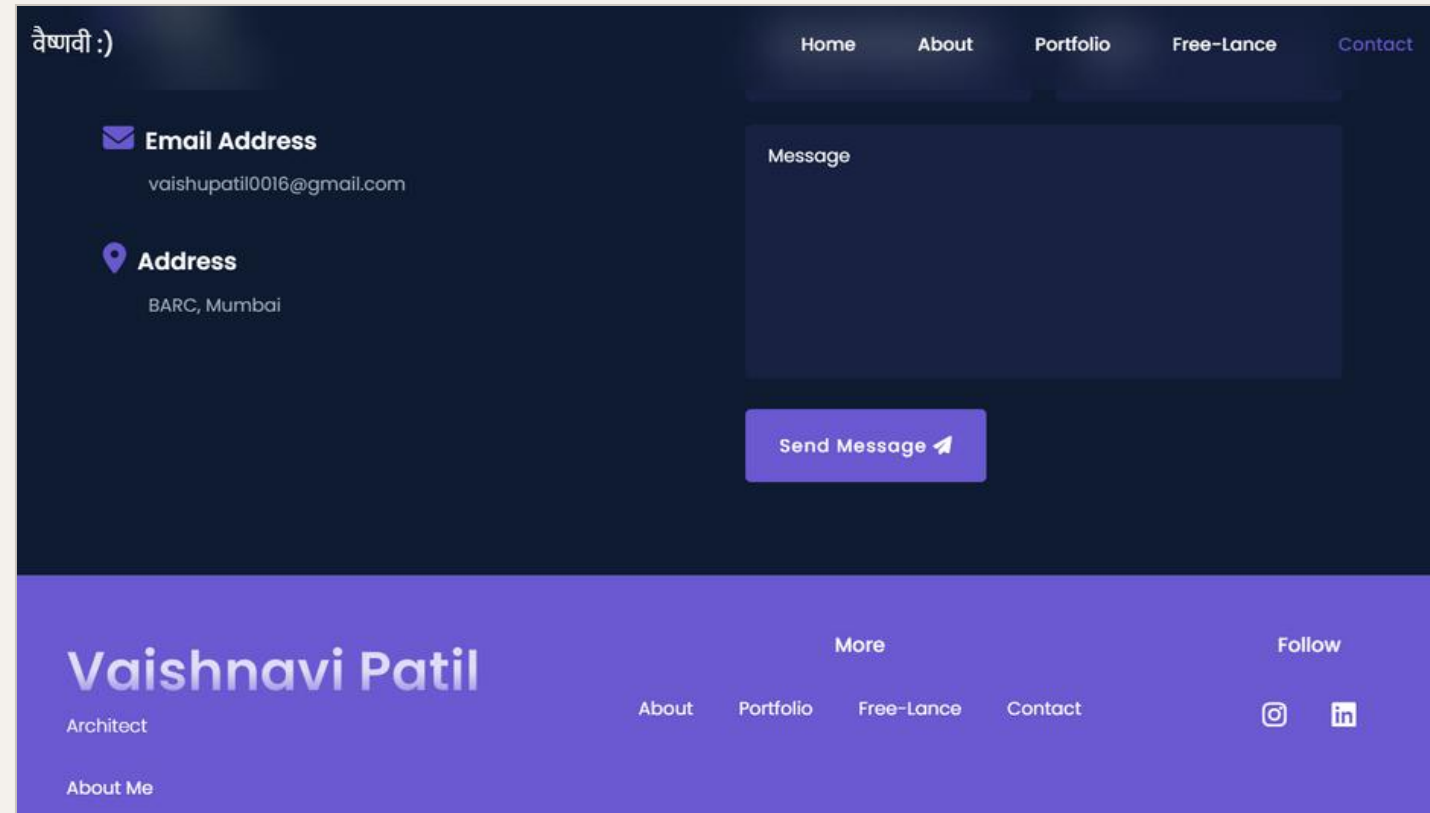 वैष्णवी :)
Home About Portfolio Free-Lance Contact
Email Address
vaishupatil0016@gmail.com
Address
BARC, Mumbai
Message
Send Message
Vaishnavi Patil
Architect
About Me
More
About Portfolio Free-Lance Contact
Follow